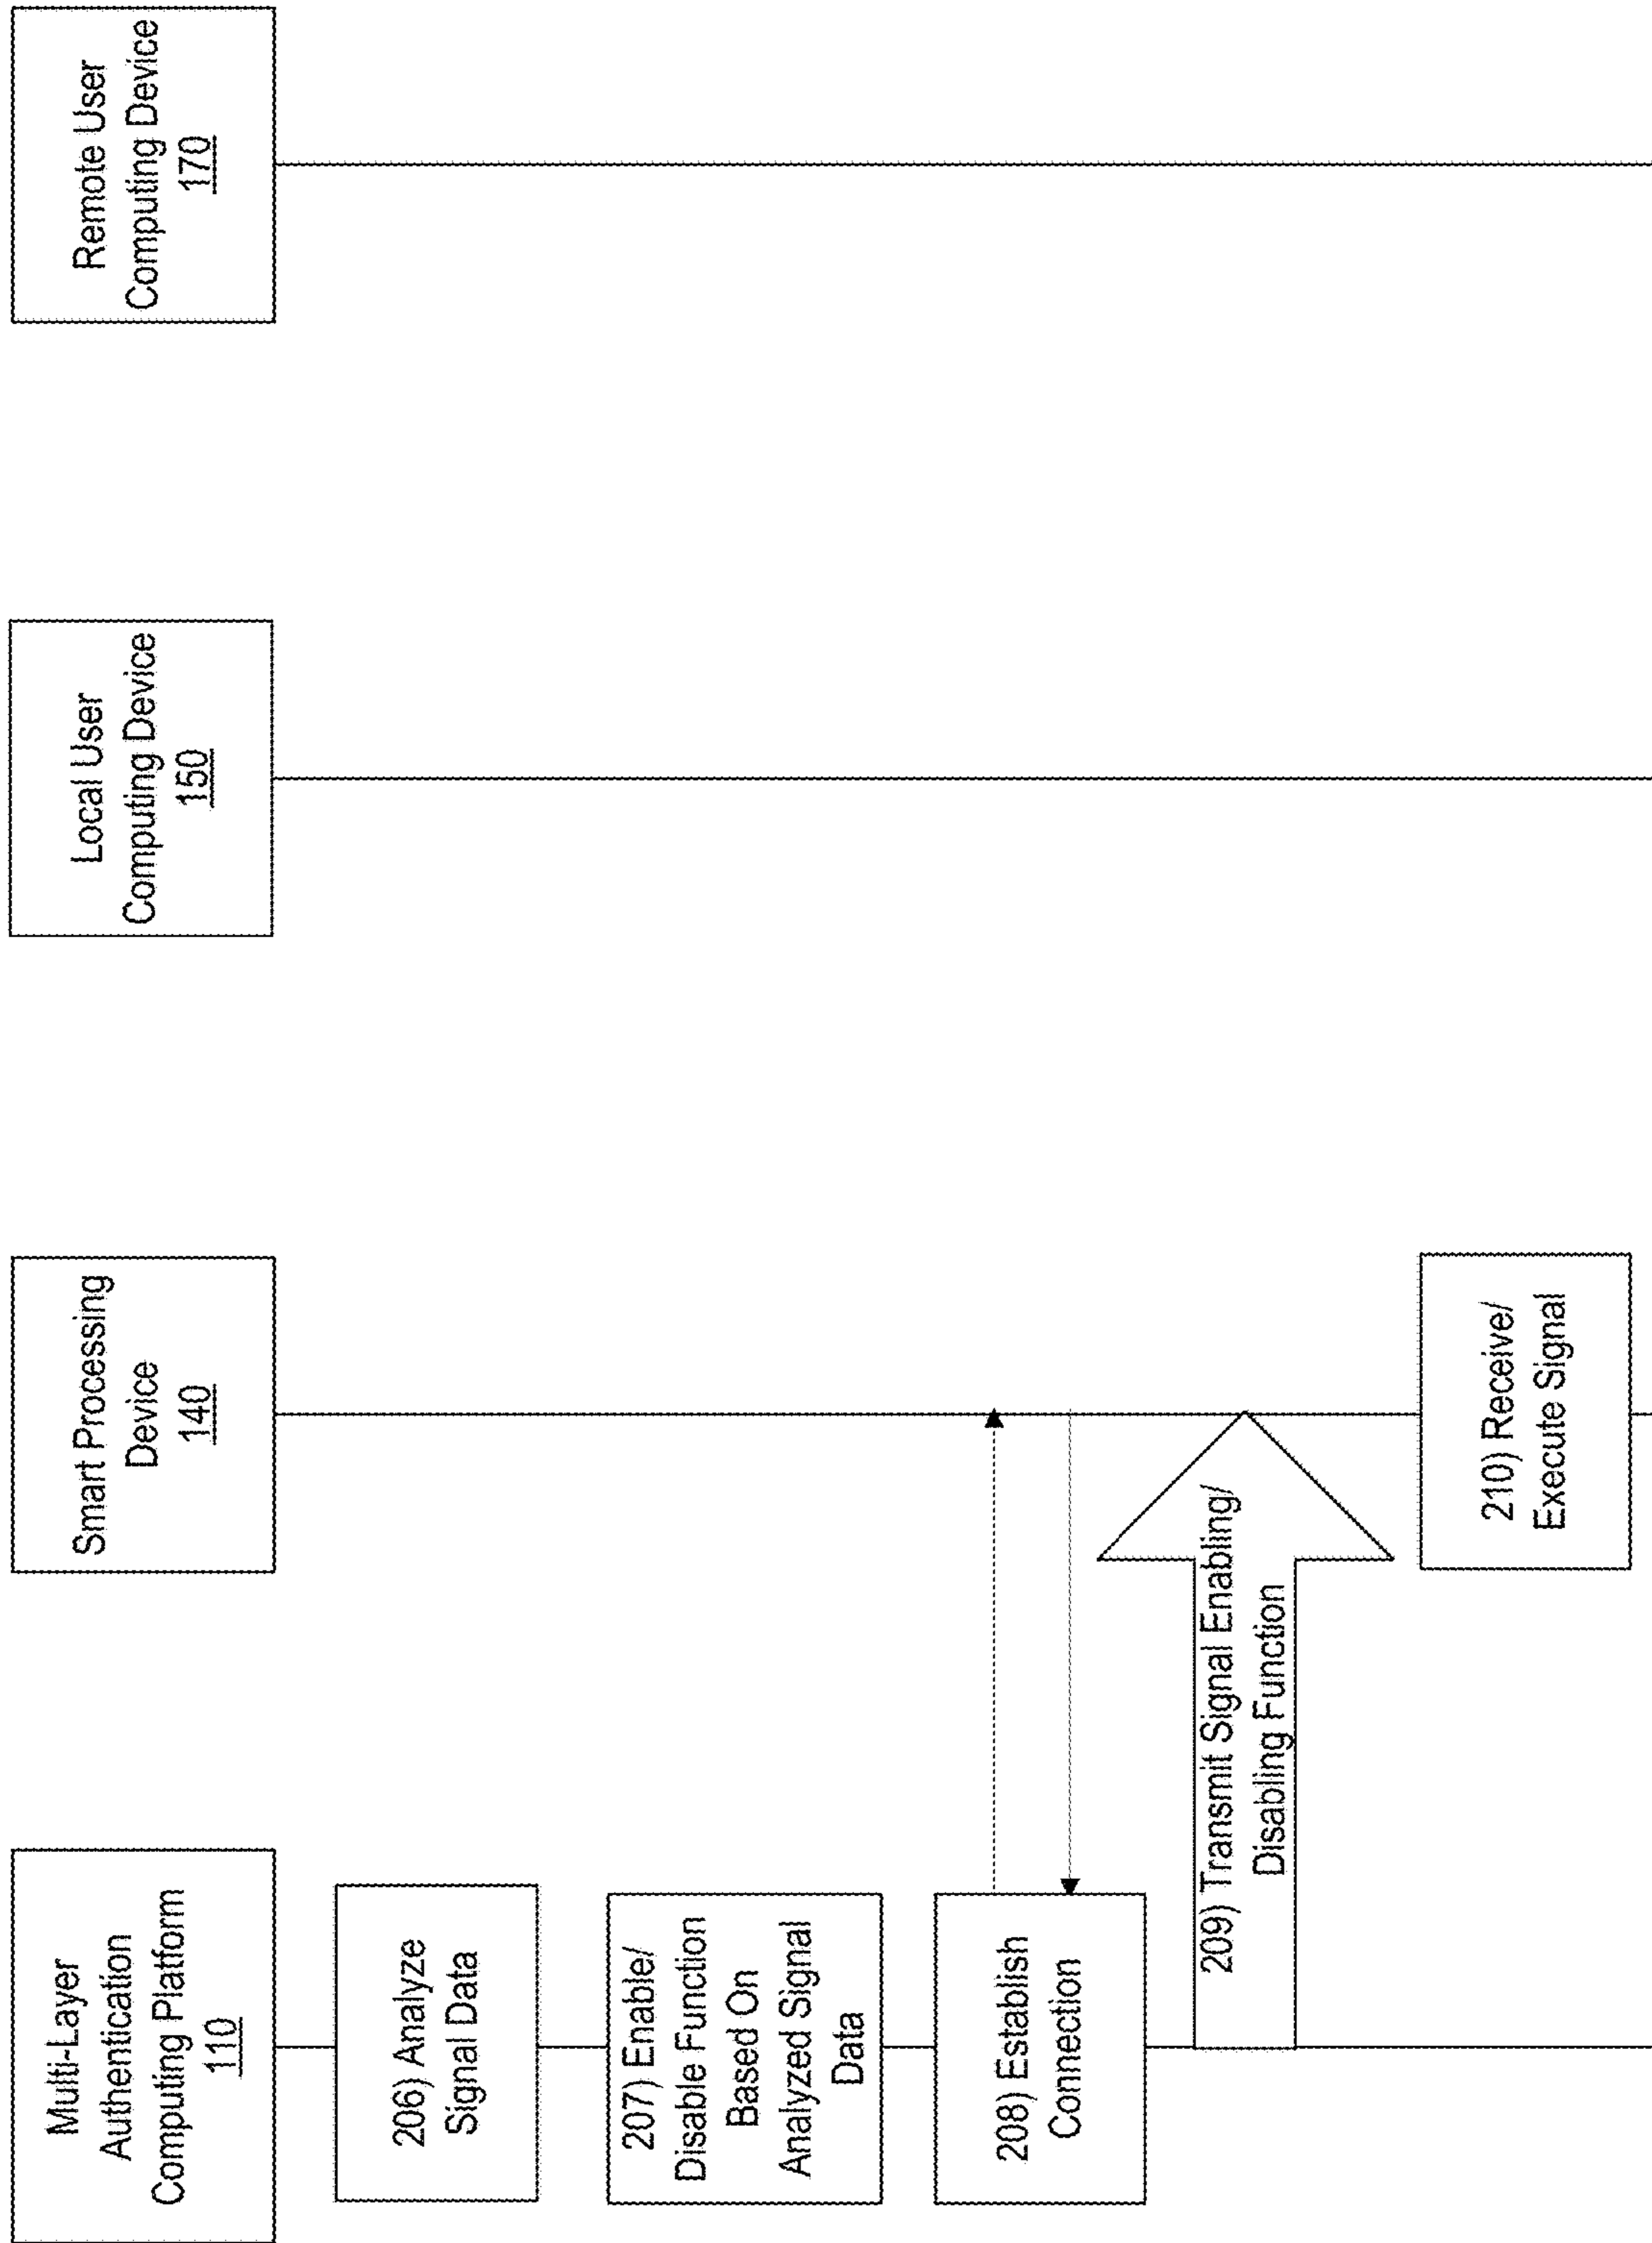 Multi-Layer
Authentication
Computing Platform
110
Smart Processing
Device
140
Local User
Computing Device
150
Remote User
Computing Device
170
206) Analyze
Signal Data
207) Enable/
Disable Function
Based On
Analyzed Signal
Data
208) Establish
Connection
209) Transmit Signal Enabling/
Disabling Function
210) Receive/
Execute Signal